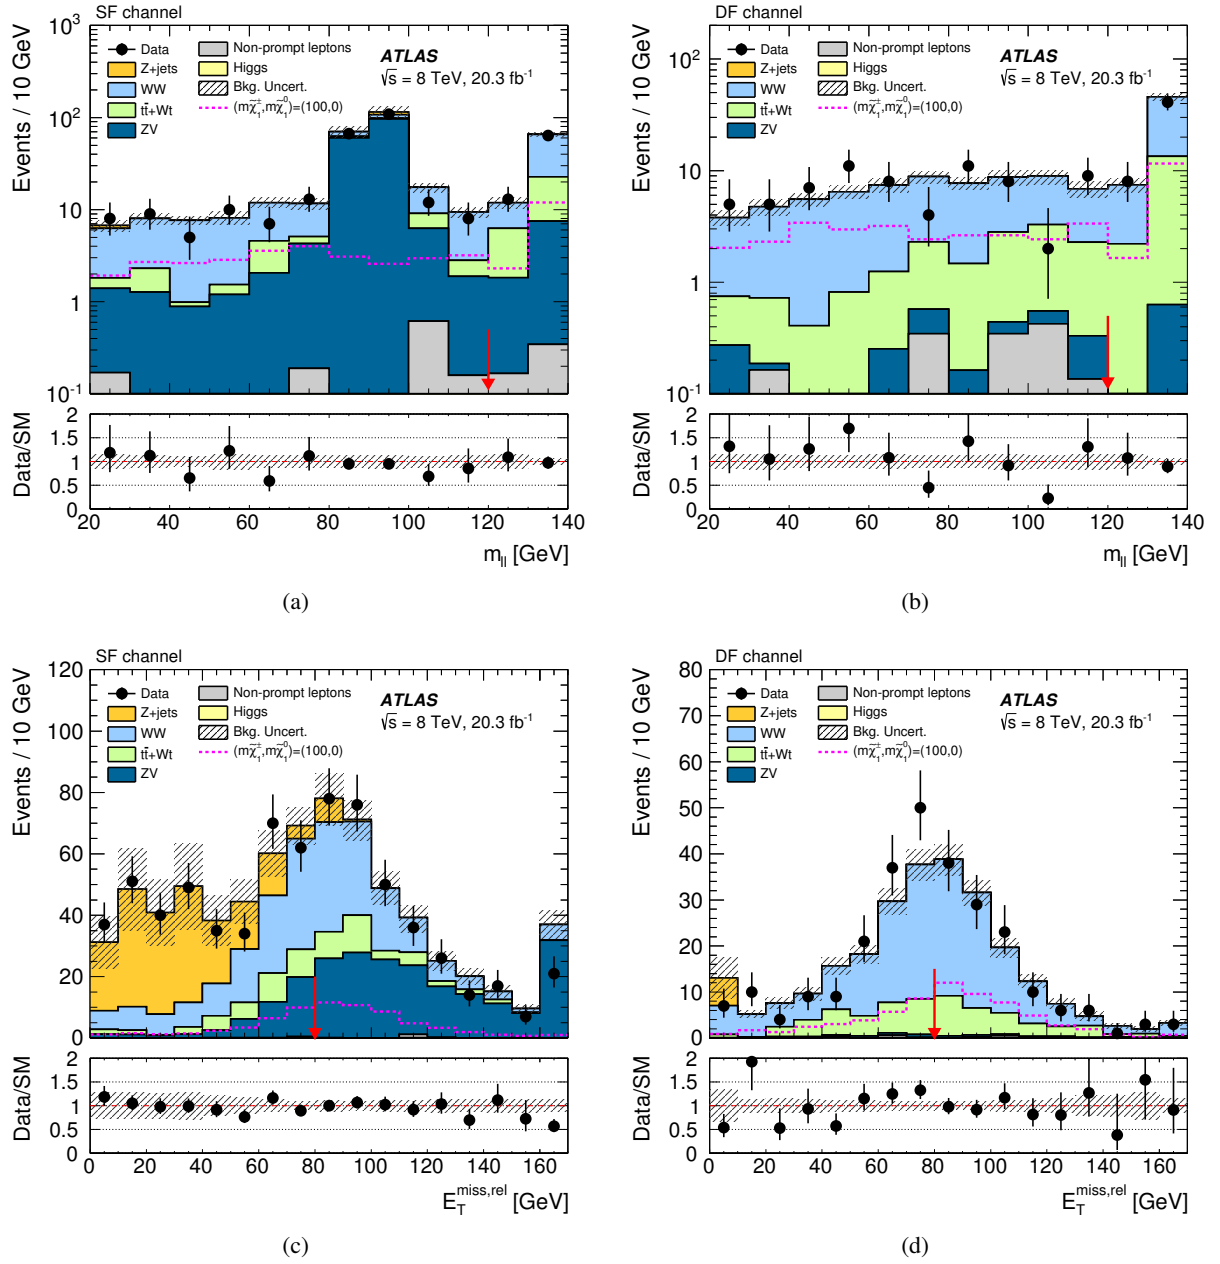 SF channel
Events / 10 GeV
10³
10²
10
1
10⁻¹
Data
Z+jets
WW
tt̄+Wt
ZV
Non-prompt leptons
Higgs
Bkg. Uncert.
(mχ̃₁±,mχ̃₁⁰)=(100,0)
ATLAS
√s = 8 TeV, 20.3 fb⁻¹
Data/SM
2
1.5
1
0.5
0
20 40 60 80 100 120 140
m_ll [GeV]
(a)
DF channel
Events / 10 GeV
10²
10
1
10⁻¹
Data
Z+jets
WW
tt̄+Wt
ZV
Non-prompt leptons
Higgs
Bkg. Uncert.
(mχ̃₁±,mχ̃₁⁰)=(100,0)
ATLAS
√s = 8 TeV, 20.3 fb⁻¹
Data/SM
2
1.5
1
0.5
0
20 40 60 80 100 120 140
m_ll [GeV]
(b)
SF channel
Events / 10 GeV
120
100
80
60
40
20
0
Data
Z+jets
WW
tt̄+Wt
ZV
Non-prompt leptons
Higgs
Bkg. Uncert.
(mχ̃₁±,mχ̃₁⁰)=(100,0)
ATLAS
√s = 8 TeV, 20.3 fb⁻¹
Data/SM
2
1.5
1
0.5
0
0 20 40 60 80 100 120 140 160
E_T^miss,rel [GeV]
(c)
DF channel
Events / 10 GeV
80
70
60
50
40
30
20
10
0
Data
Z+jets
WW
tt̄+Wt
ZV
Non-prompt leptons
Higgs
Bkg. Uncert.
(mχ̃₁±,mχ̃₁⁰)=(100,0)
ATLAS
√s = 8 TeV, 20.3 fb⁻¹
Data/SM
2
1.5
1
0.5
0
0 20 40 60 80 100 120 140 160
E_T^miss,rel [GeV]
(d)